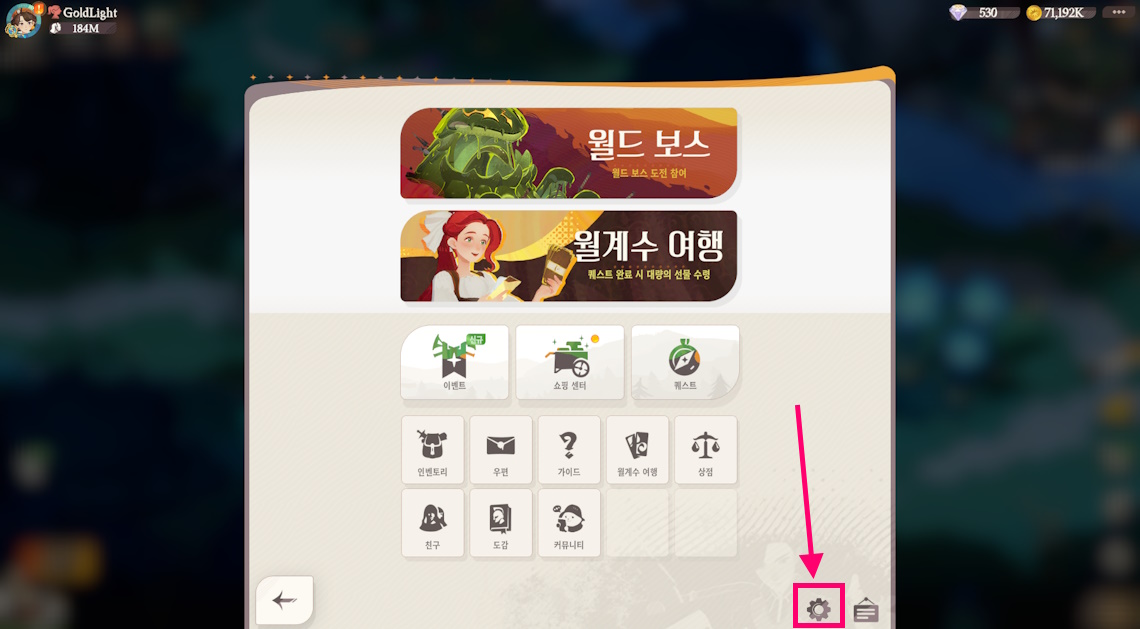 GoldLight
184M
530
71,192K
월드 보스
월드 보스 도전 참여
월계수 여행
퀘스트 완료 시 대량의 선물 수령
신규
이벤트
쇼핑 센터
퀘스트
인벤토리
우편
가이드
월계수 여행
상점
친구
도감
커뮤니티